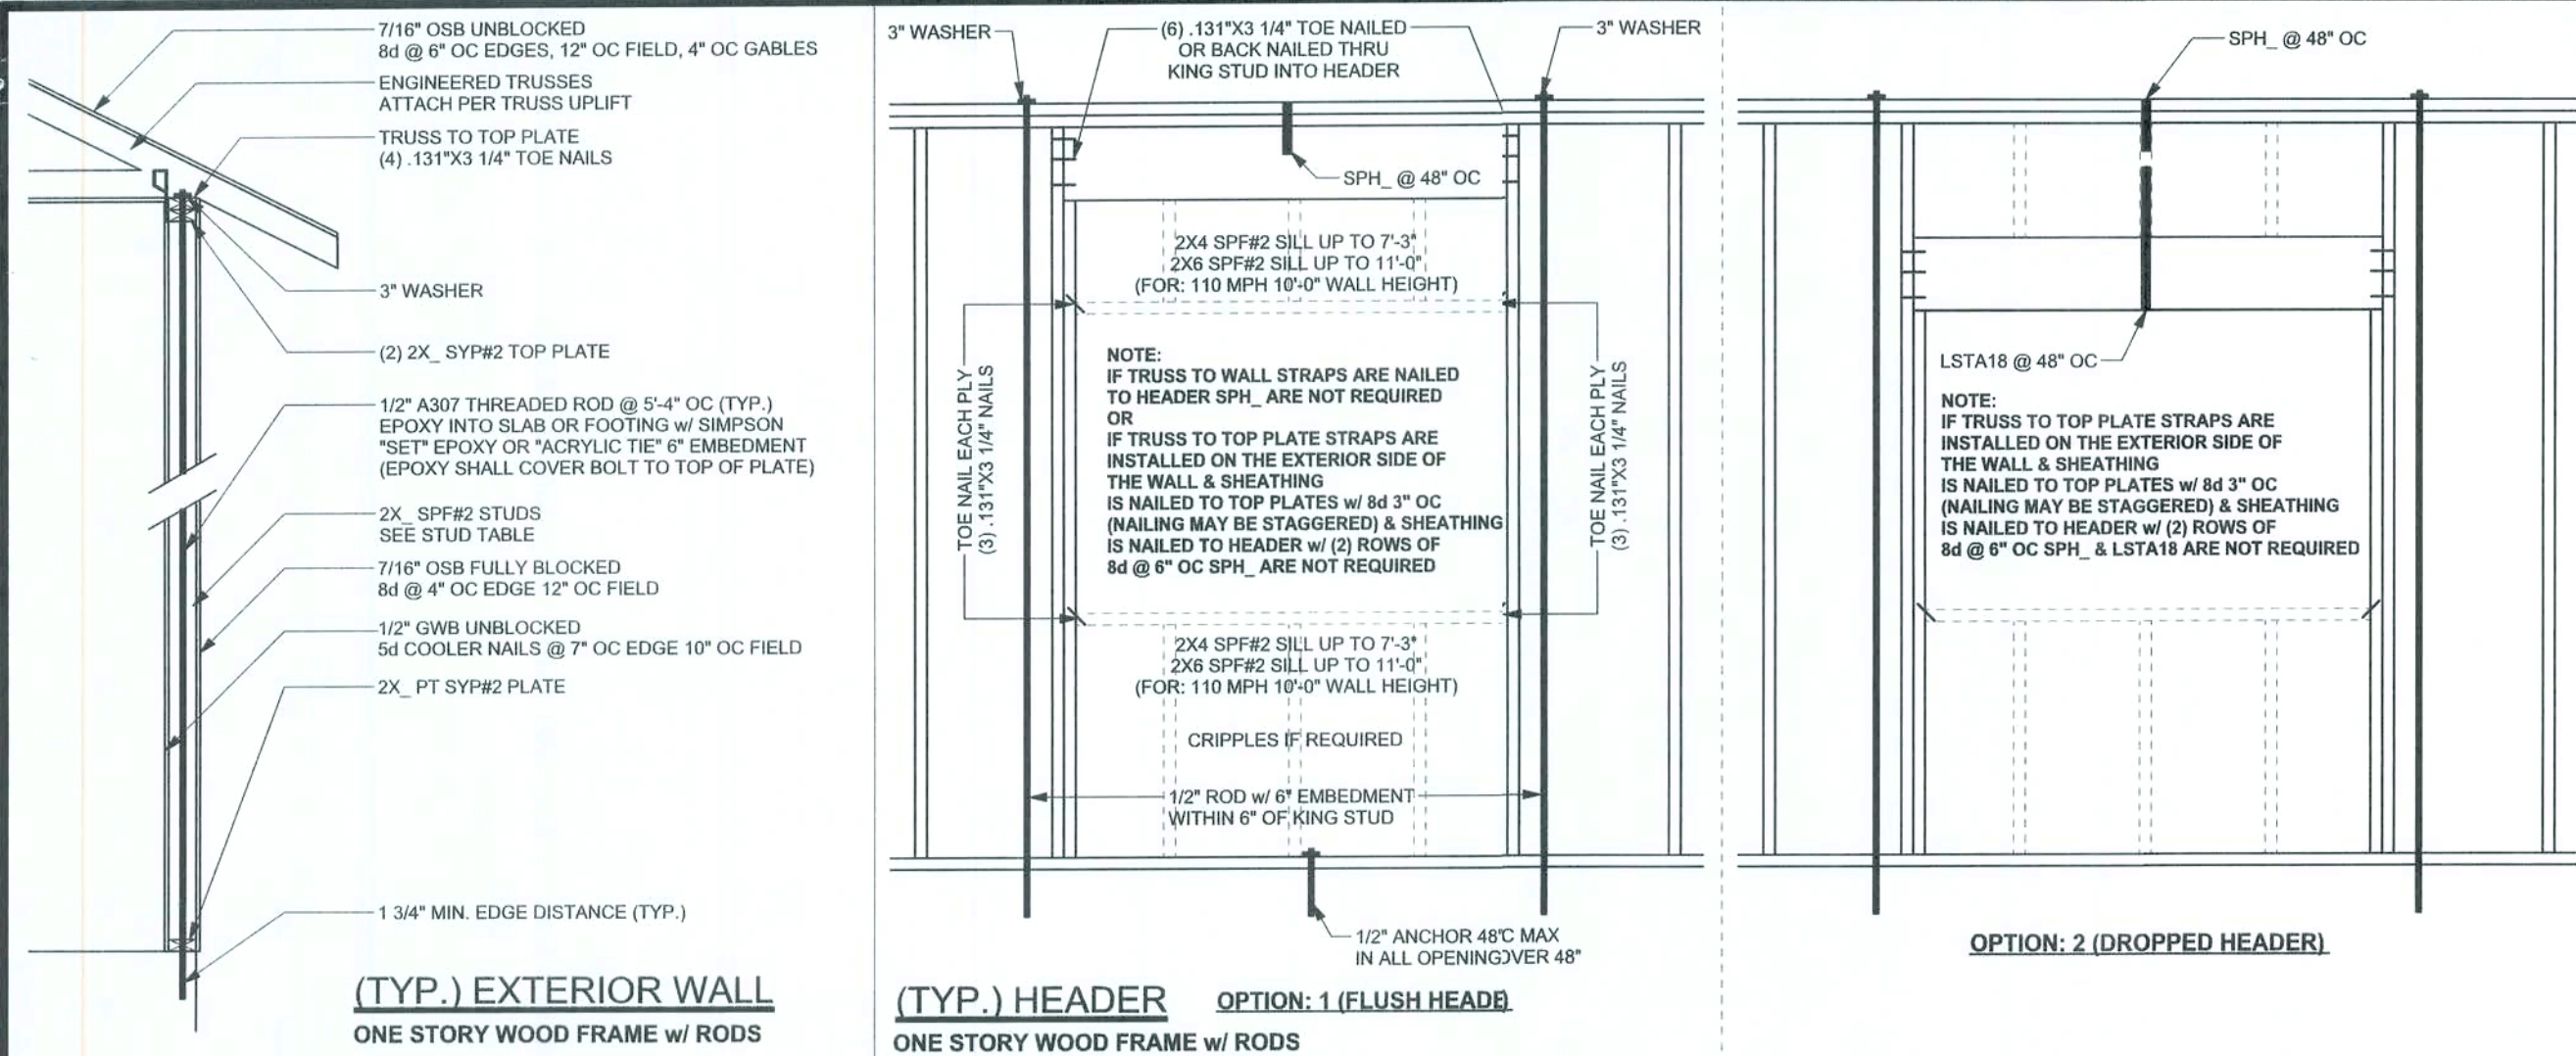 7/16" OSB UNBLOCKED
8d @ 6" OC EDGES, 12" OC FIELD, 4" OC GABLES
ENGINEERED TRUSSES
ATTACH PER TRUSS UPLIFT
TRUSS TO TOP PLATE
(4) .131"X3 1/4" TOE NAILS
3" WASHER
(2) 2X_ SYP#2 TOP PLATE
1/2" A307 THREADED ROD @ 5'-4" OC (TYP.)
EPOXY INTO SLAB OR FOOTING w/ SIMPSON
"SET" EPOXY OR "ACRYLIC TIE" 6" EMBEDMENT
(EPOXY SHALL COVER BOLT TO TOP OF PLATE)
2X_ SPF#2 STUDS
SEE STUD TABLE
7/16" OSB FULLY BLOCKED
8d @ 4" OC EDGE 12" OC FIELD
1/2" GWB UNBLOCKED
5d COOLER NAILS @ 7" OC EDGE 10" OC FIELD
2X_ PT SYP#2 PLATE
1 3/4" MIN. EDGE DISTANCE (TYP.)
(TYP.) EXTERIOR WALL
ONE STORY WOOD FRAME w/ RODS
3" WASHER
(6) .131"X3 1/4" TOE NAILED
OR BACK NAILED THRU
KING STUD INTO HEADER
3" WASHER
SPH_ @ 48" OC
2X4 SPF#2 SILL UP TO 7'-3"
2X6 SPF#2 SILL UP TO 11'-0"
(FOR: 110 MPH 10'-0" WALL HEIGHT)
TOE NAIL EACH PLY
(3) .131"X3 1/4" NAILS
NOTE:
IF TRUSS TO WALL STRAPS ARE NAILED
TO HEADER SPH_ ARE NOT REQUIRED
OR
IF TRUSS TO TOP PLATE STRAPS ARE
INSTALLED ON THE EXTERIOR SIDE OF
THE WALL & SHEATHING
IS NAILED TO TOP PLATES w/ 8d 3" OC
(NAILING MAY BE STAGGERED) & SHEATHING
IS NAILED TO HEADER w/ (2) ROWS OF
8d @ 6" OC SPH_ ARE NOT REQUIRED
TOE NAIL EACH PLY
(3) .131"X3 1/4" NAILS
2X4 SPF#2 SILL UP TO 7'-3"
2X6 SPF#2 SILL UP TO 11'-0"
(FOR: 110 MPH 10'-0" WALL HEIGHT)
CRIPPLES IF REQUIRED
1/2" ROD w/ 6" EMBEDMENT
WITHIN 6" OF KING STUD
1/2" ANCHOR 48"C MAX
IN ALL OPENINGOVER 48"
(TYP.) HEADER
OPTION: 1 (FLUSH HEADE)
ONE STORY WOOD FRAME w/ RODS
SPH_ @ 48" OC
LSTA18 @ 48" OC
NOTE:
IF TRUSS TO TOP PLATE STRAPS ARE
INSTALLED ON THE EXTERIOR SIDE OF
THE WALL & SHEATHING
IS NAILED TO TOP PLATES w/ 8d 3" OC
(NAILING MAY BE STAGGERED) & SHEATHING
IS NAILED TO HEADER w/ (2) ROWS OF
8d @ 6" OC SPH_ & LSTA18 ARE NOT REQUIRED
OPTION: 2 (DROPPED HEADER)